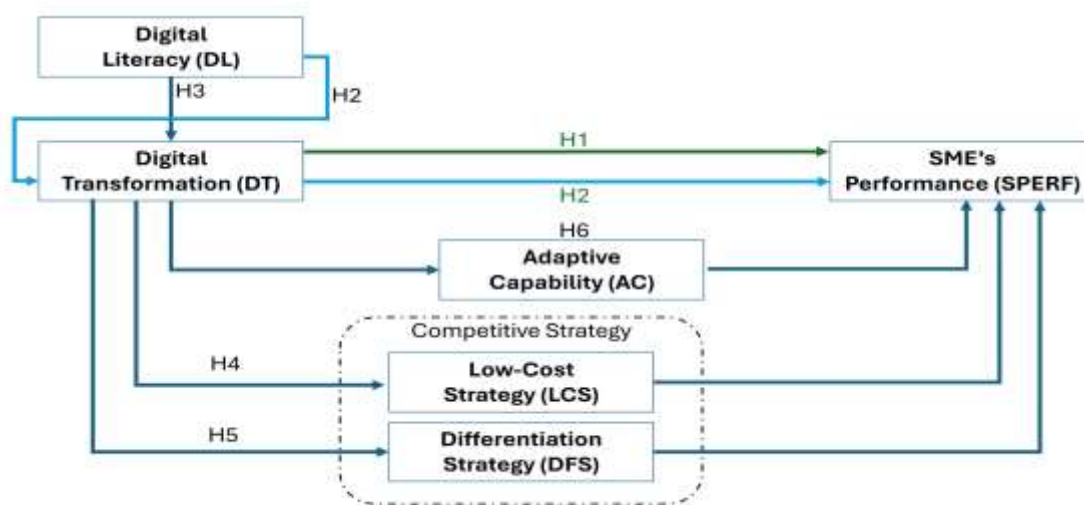 Digital
Literacy (DL)
H3
H2
Digital
Transformation (DT)
H1
H2
SME's
Performance (SPERF)
H6
Adaptive
Capability (AC)
Competitive Strategy
H4
Low-Cost
Strategy (LCS)
H5
Differentiation
Strategy (DFS)